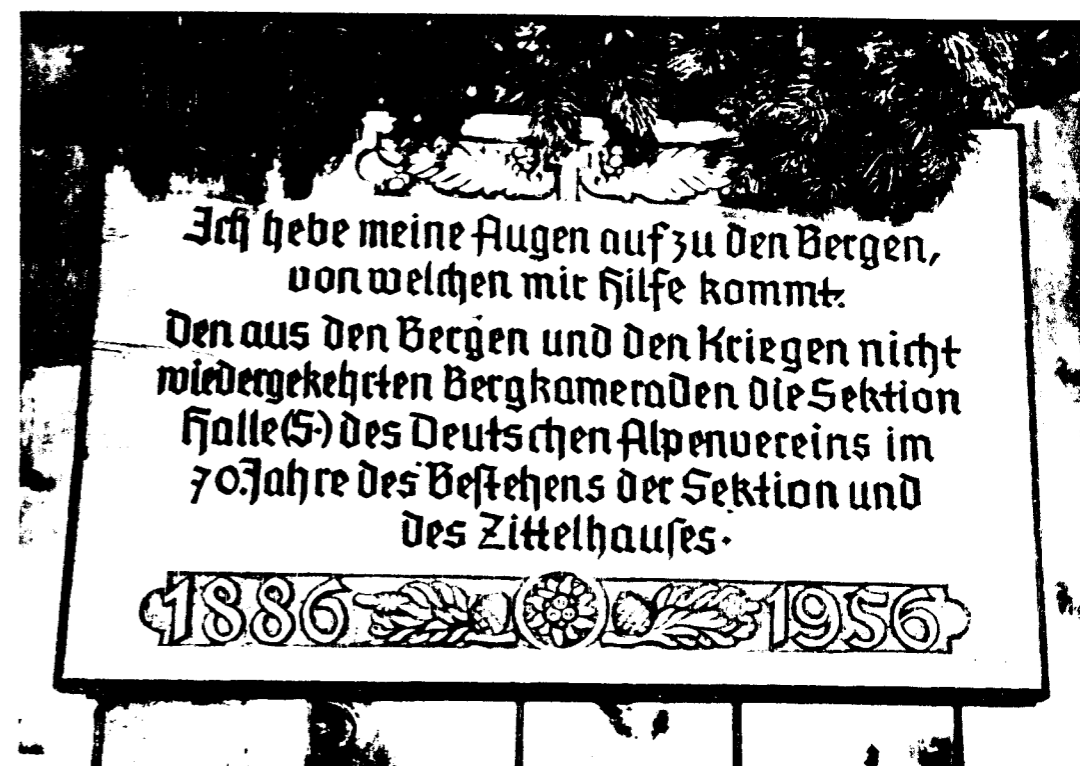 Ich hebe meine Augen auf zu den Bergen,
von welchen mir Hilfe kommt.
Den aus den Bergen und den Kriegen nicht
wiedergekehrten Bergkameraden die Sektion
Halle (S.) des Deutschen Alpenvereins im
70. Jahre des Beſtehens der Sektion und
des Zittelhauſes.
1886 1956